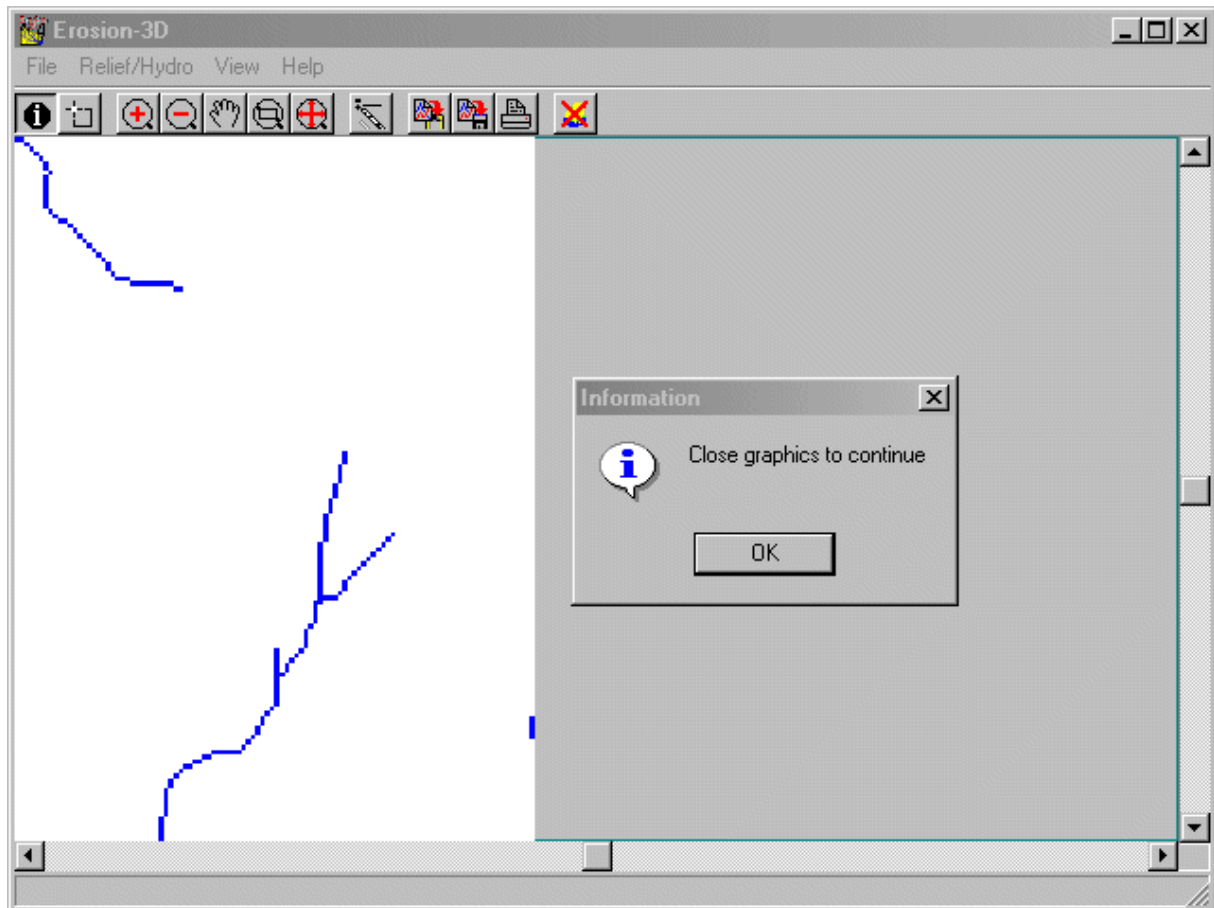 Erosion-3D
File Relief/Hydro View Help
Information
Close graphics to continue
OK